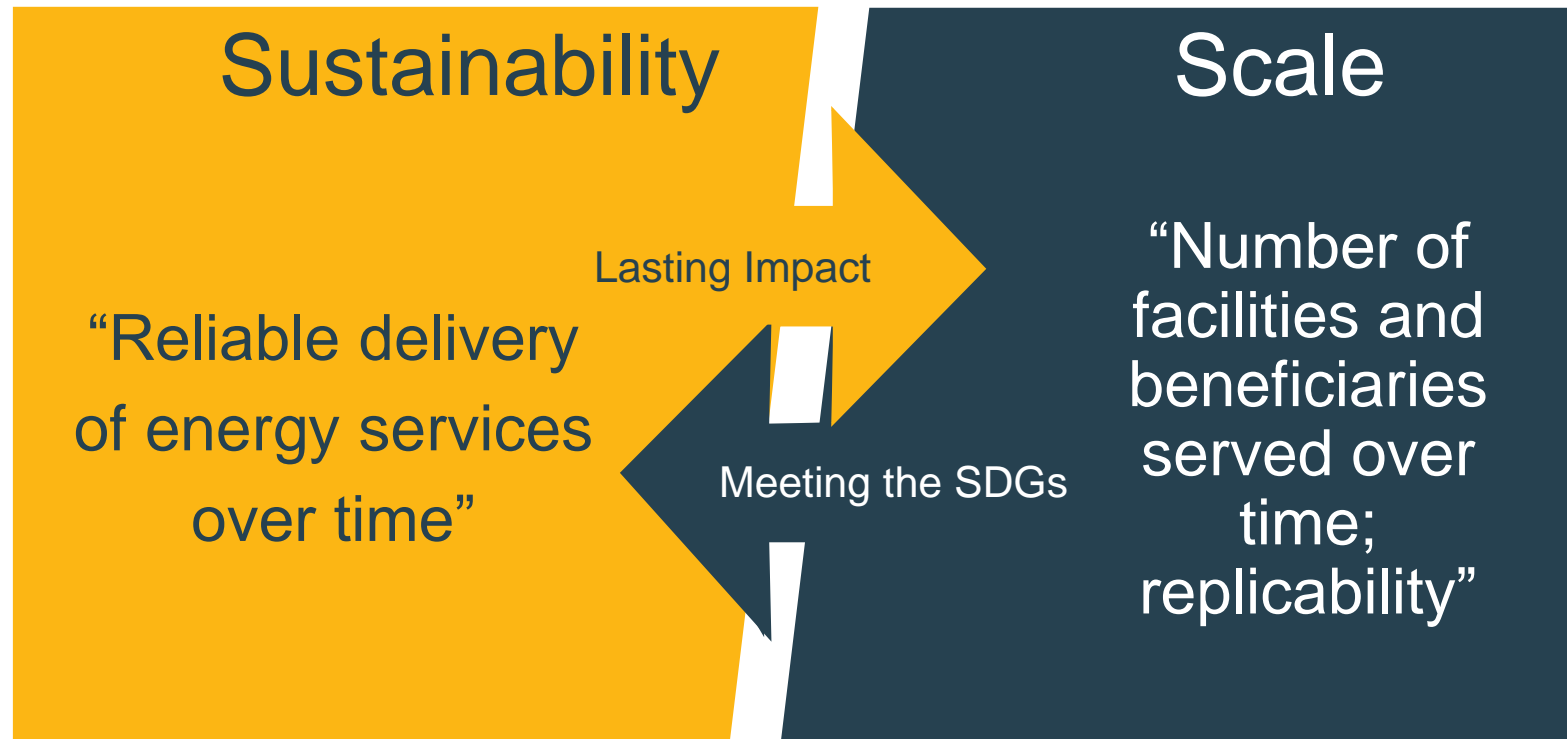 Sustainability
“Reliable delivery
of energy services
over time”
Lasting Impact
Meeting the SDGs
Scale
“Number of
facilities and
beneficiaries
served over
time;
replicability”